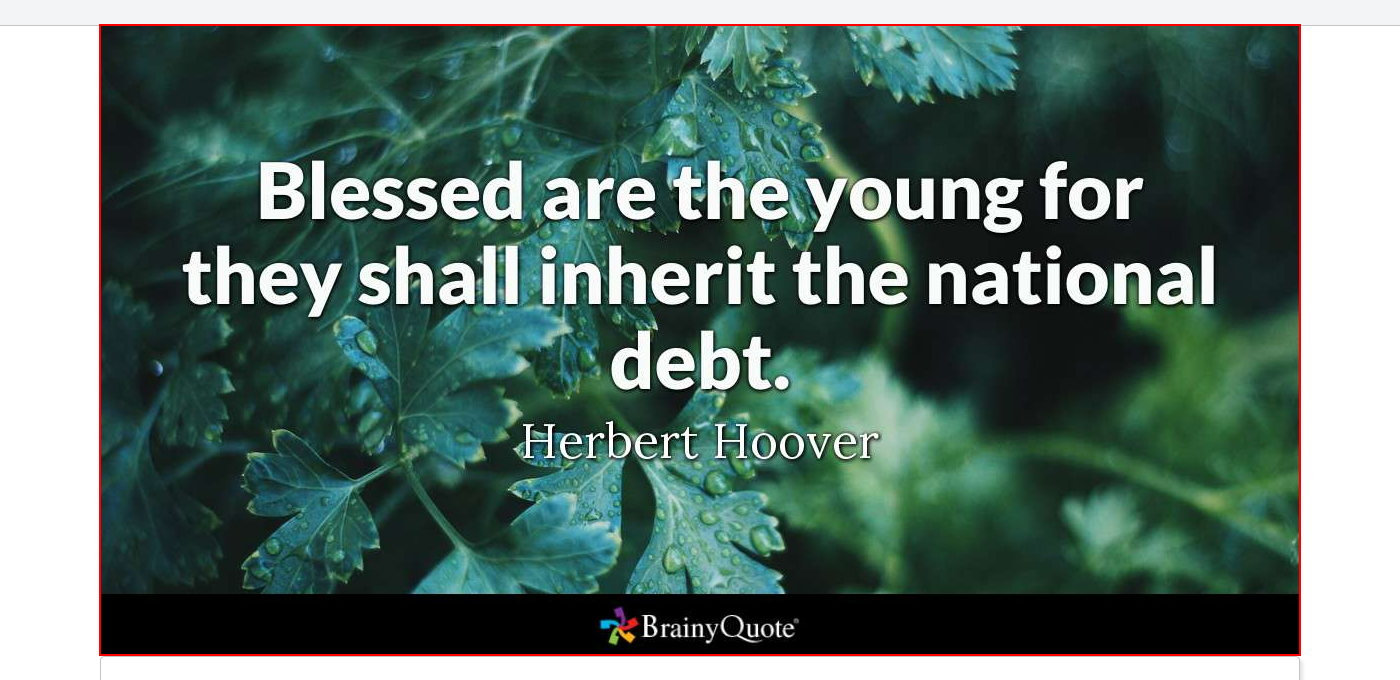 Blessed are the young for
they shall inherit the national
debt.
Herbert Hoover
BrainyQuote®